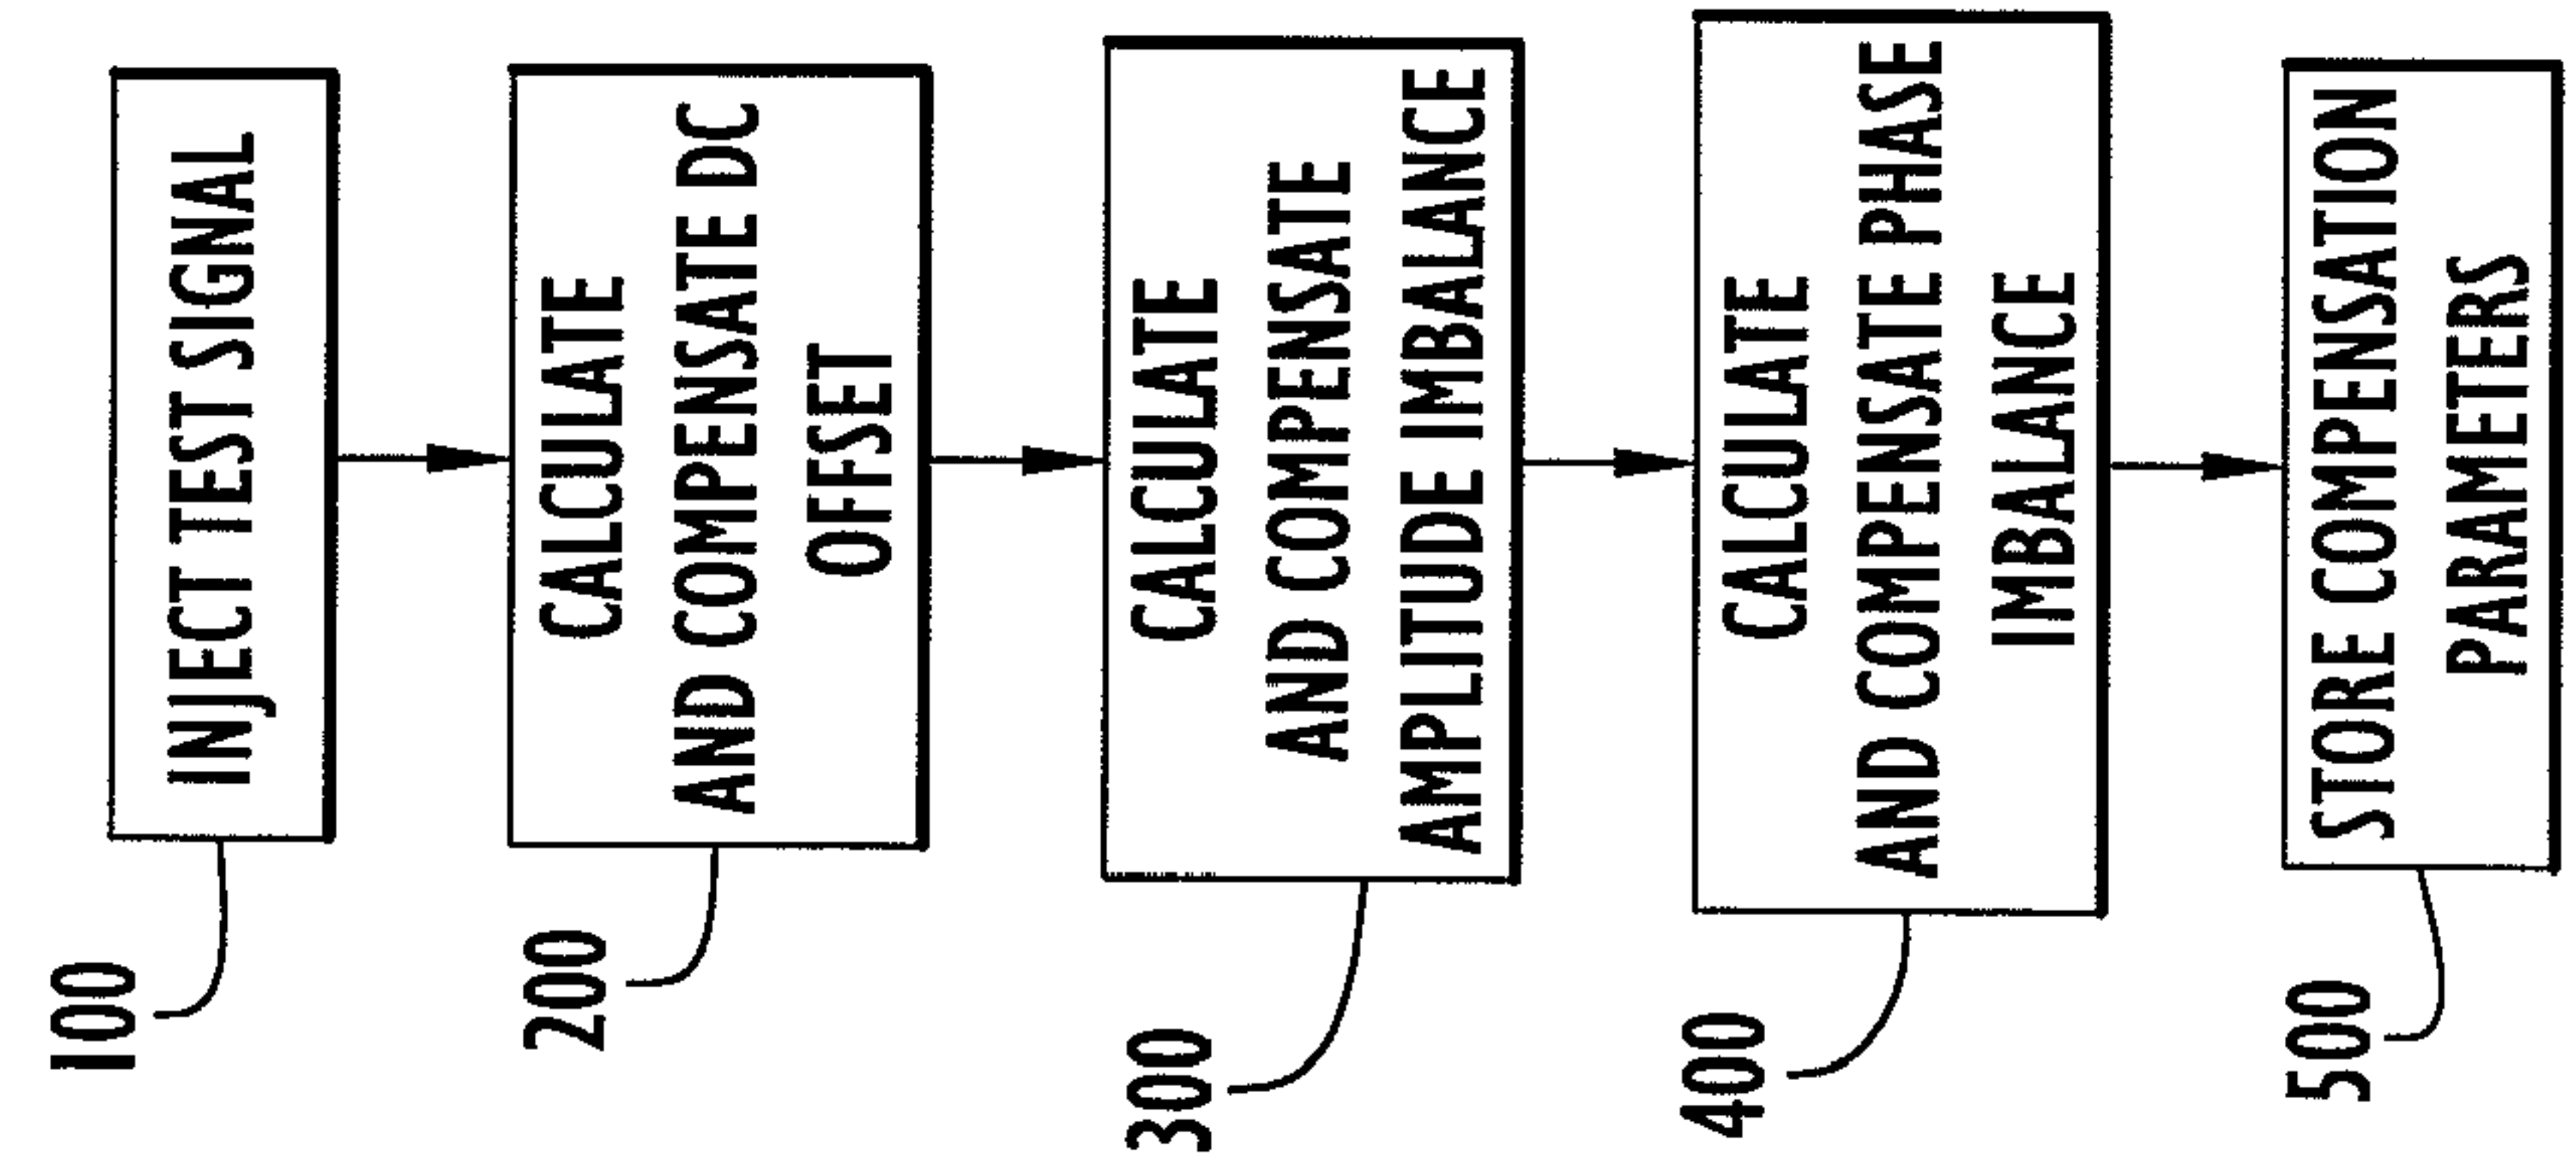 100
INJECT TEST SIGNAL
200
CALCULATE
AND COMPENSATE DC
OFFSET
300
CALCULATE
AND COMPENSATE
AMPLITUDE IMBALANCE
400
CALCULATE
AND COMPENSATE PHASE
IMBALANCE
500
STORE COMPENSATION
PARAMETERS